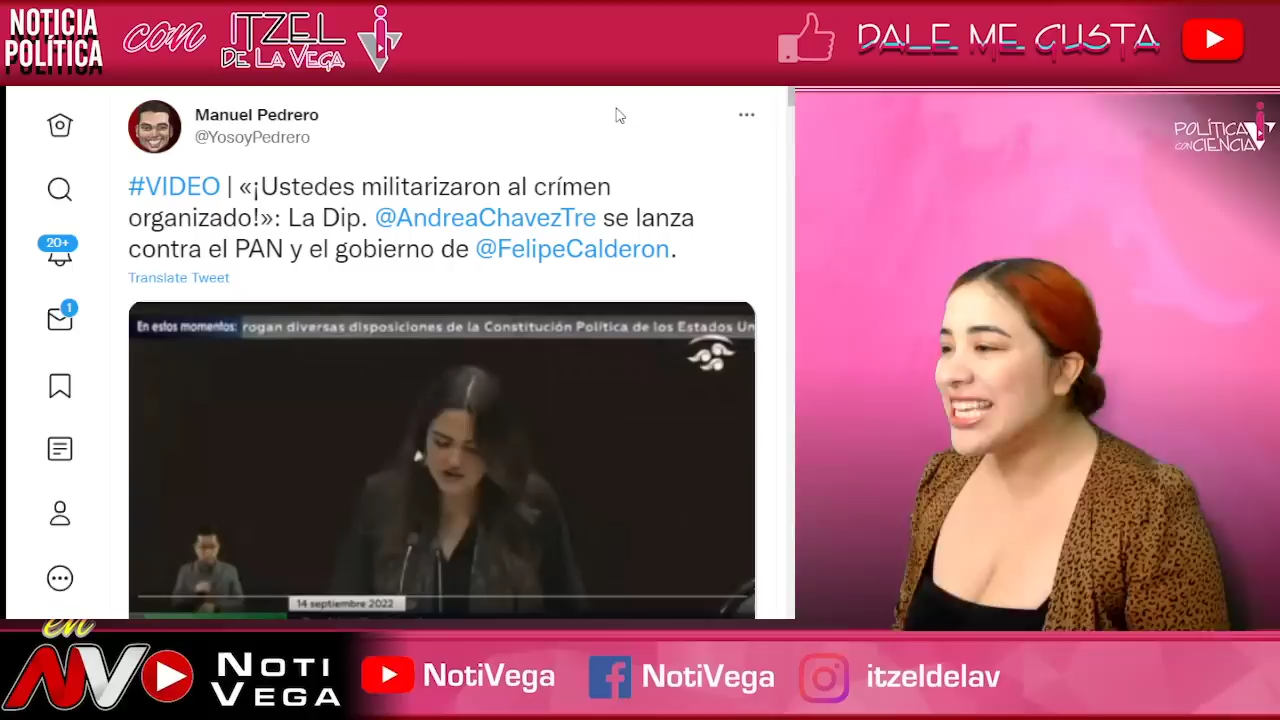 NOTICIA
POLÍTICA
con
ITZEL
DE LA VEGA
DALE ME GUSTA
Manuel Pedrero
@YosoyPedrero
#VIDEO | «¡Ustedes militarizaron al crímen
organizado!»: La Dip. @AndreaChavezTre se lanza
contra el PAN y el gobierno de @FelipeCalderon.
Translate Tweet
20+
1
En estos momentos: rogan diversas disposiciones de la Constitución Política de los Estados Un
14 septiembre 2022
POLÍTICA
CON CIENCIA
en
NV
NOTI
VEGA
NotiVega
NotiVega
itzeldelav